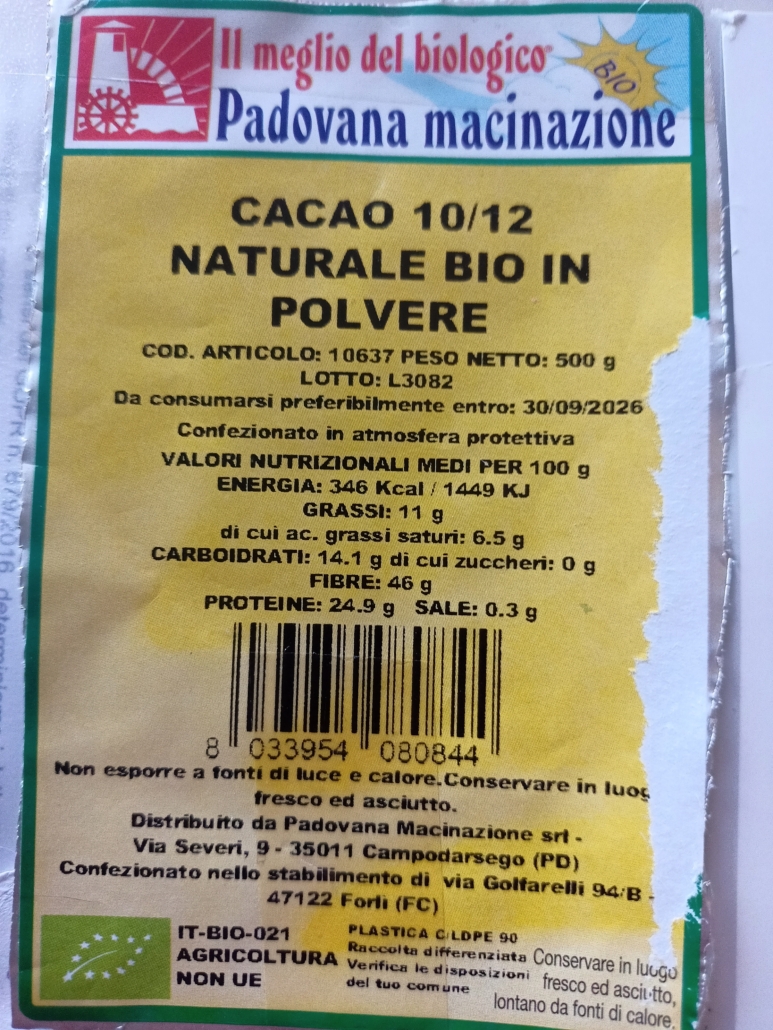 Il meglio del biologico®
BIO
Padovana macinazione
CACAO 10/12
NATURALE BIO IN
POLVERE
COD. ARTICOLO: 10637 PESO NETTO: 500 g
LOTTO: L3082
Da consumarsi preferibilmente entro: 30/09/2026
Confezionato in atmosfera protettiva
VALORI NUTRIZIONALI MEDI PER 100 g
ENERGIA: 346 Kcal / 1449 KJ
GRASSI: 11 g
di cui ac. grassi saturi: 6.5 g
CARBOIDRATI: 14.1 g di cui zuccheri: 0 g
FIBRE: 46 g
PROTEINE: 24.9 g SALE: 0.3 g
8 033954 080844
Non esporre a fonti di luce e calore.Conservare in luog
fresco ed asciutto.
Distribuito da Padovana Macinazione srl -
Via Severi, 9 - 35011 Campodarsego (PD)
Confezionato nello stabilimento di via Golfarelli 94/B -
47122 Forlì (FC)
IT-BIO-021
AGRICOLTURA
NON UE
PLASTICA C/LDPE 90
Raccolta differenziata
Verifica le disposizioni
del tuo comune
Conservare in luogo
fresco ed asciutto,
lontano da fonti di calore.